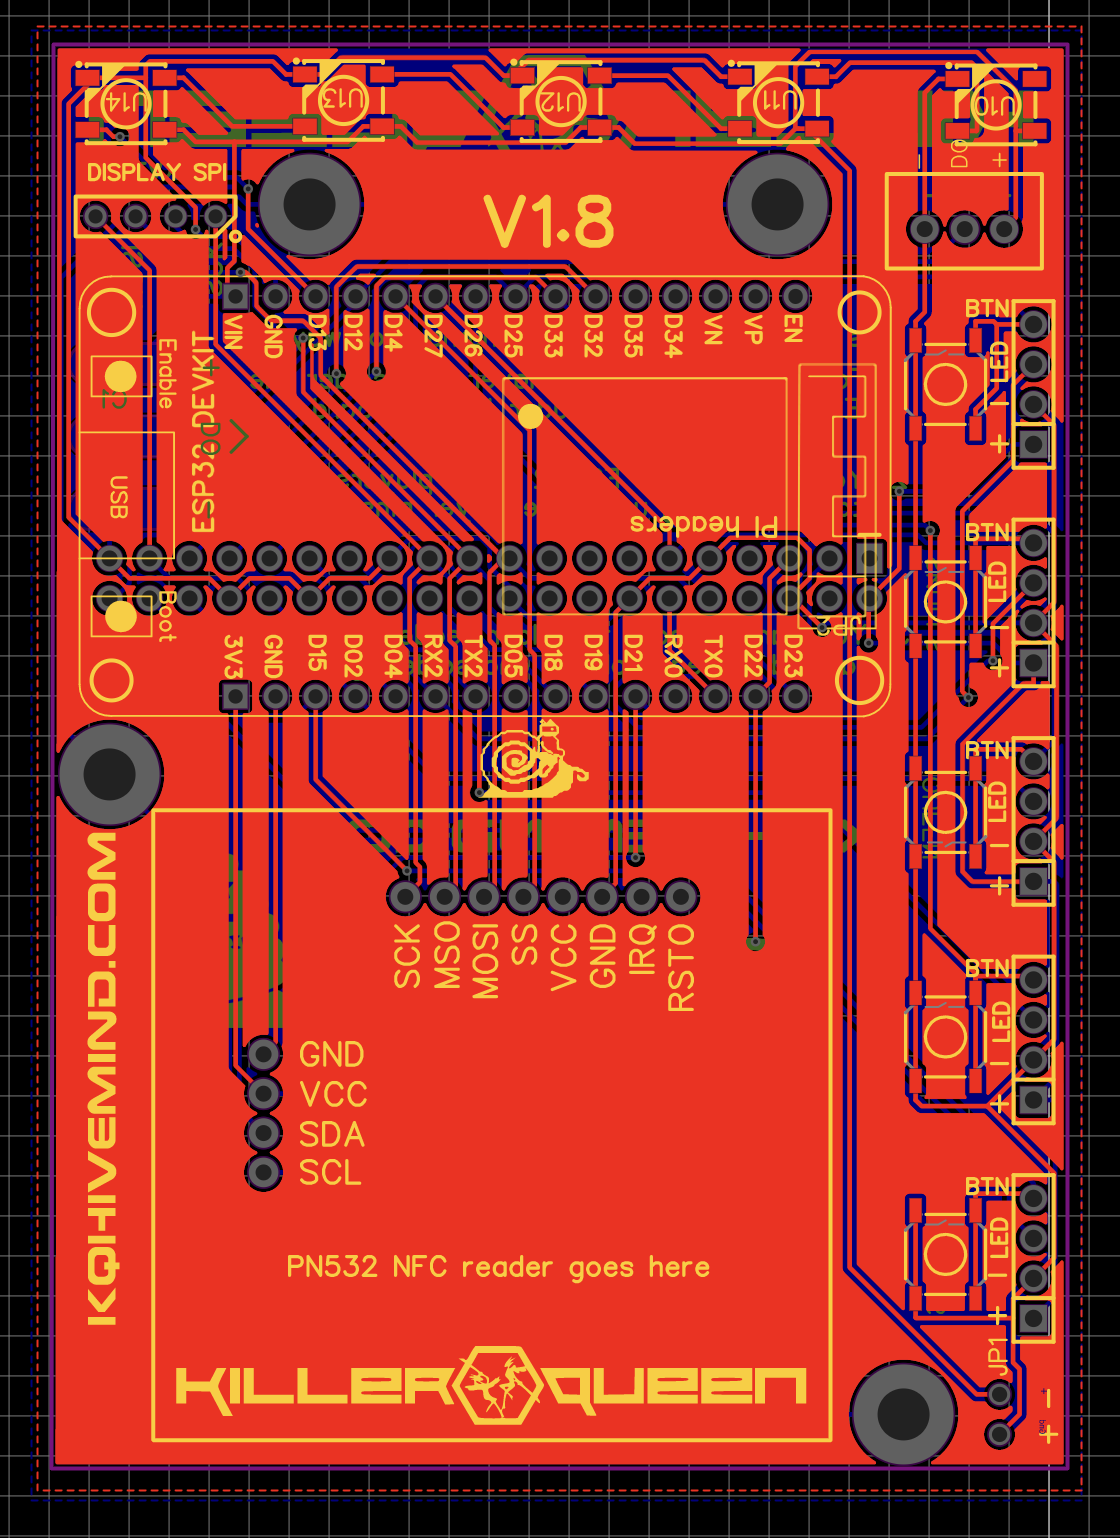 U14
U13
U12
U11
U10
DISPLAY SPI
- DO +
V1.8
VIN GND D13 D12 D14 D27 D26 D25 D33 D32 D35 D34 VN VP EN
Enable
ESP32 DEVKIT
USB
DO
PI headers
Boot
3V3 GND D15 D02 D04 RX2 TX2 D05 D18 D19 D21 RX0 TX0 D22 D23
BTN
LED
- +
BTN
LED
- +
BTN
LED
- +
BTN
LED
- +
BTN
LED
- +
JP1
- +
SCK MSO MOSI SS VCC GND IRQ RSTO
GND
VCC
SDA
SCL
KQHIVEMIND.COM
PN532 NFC reader goes here
KILLER QUEEN